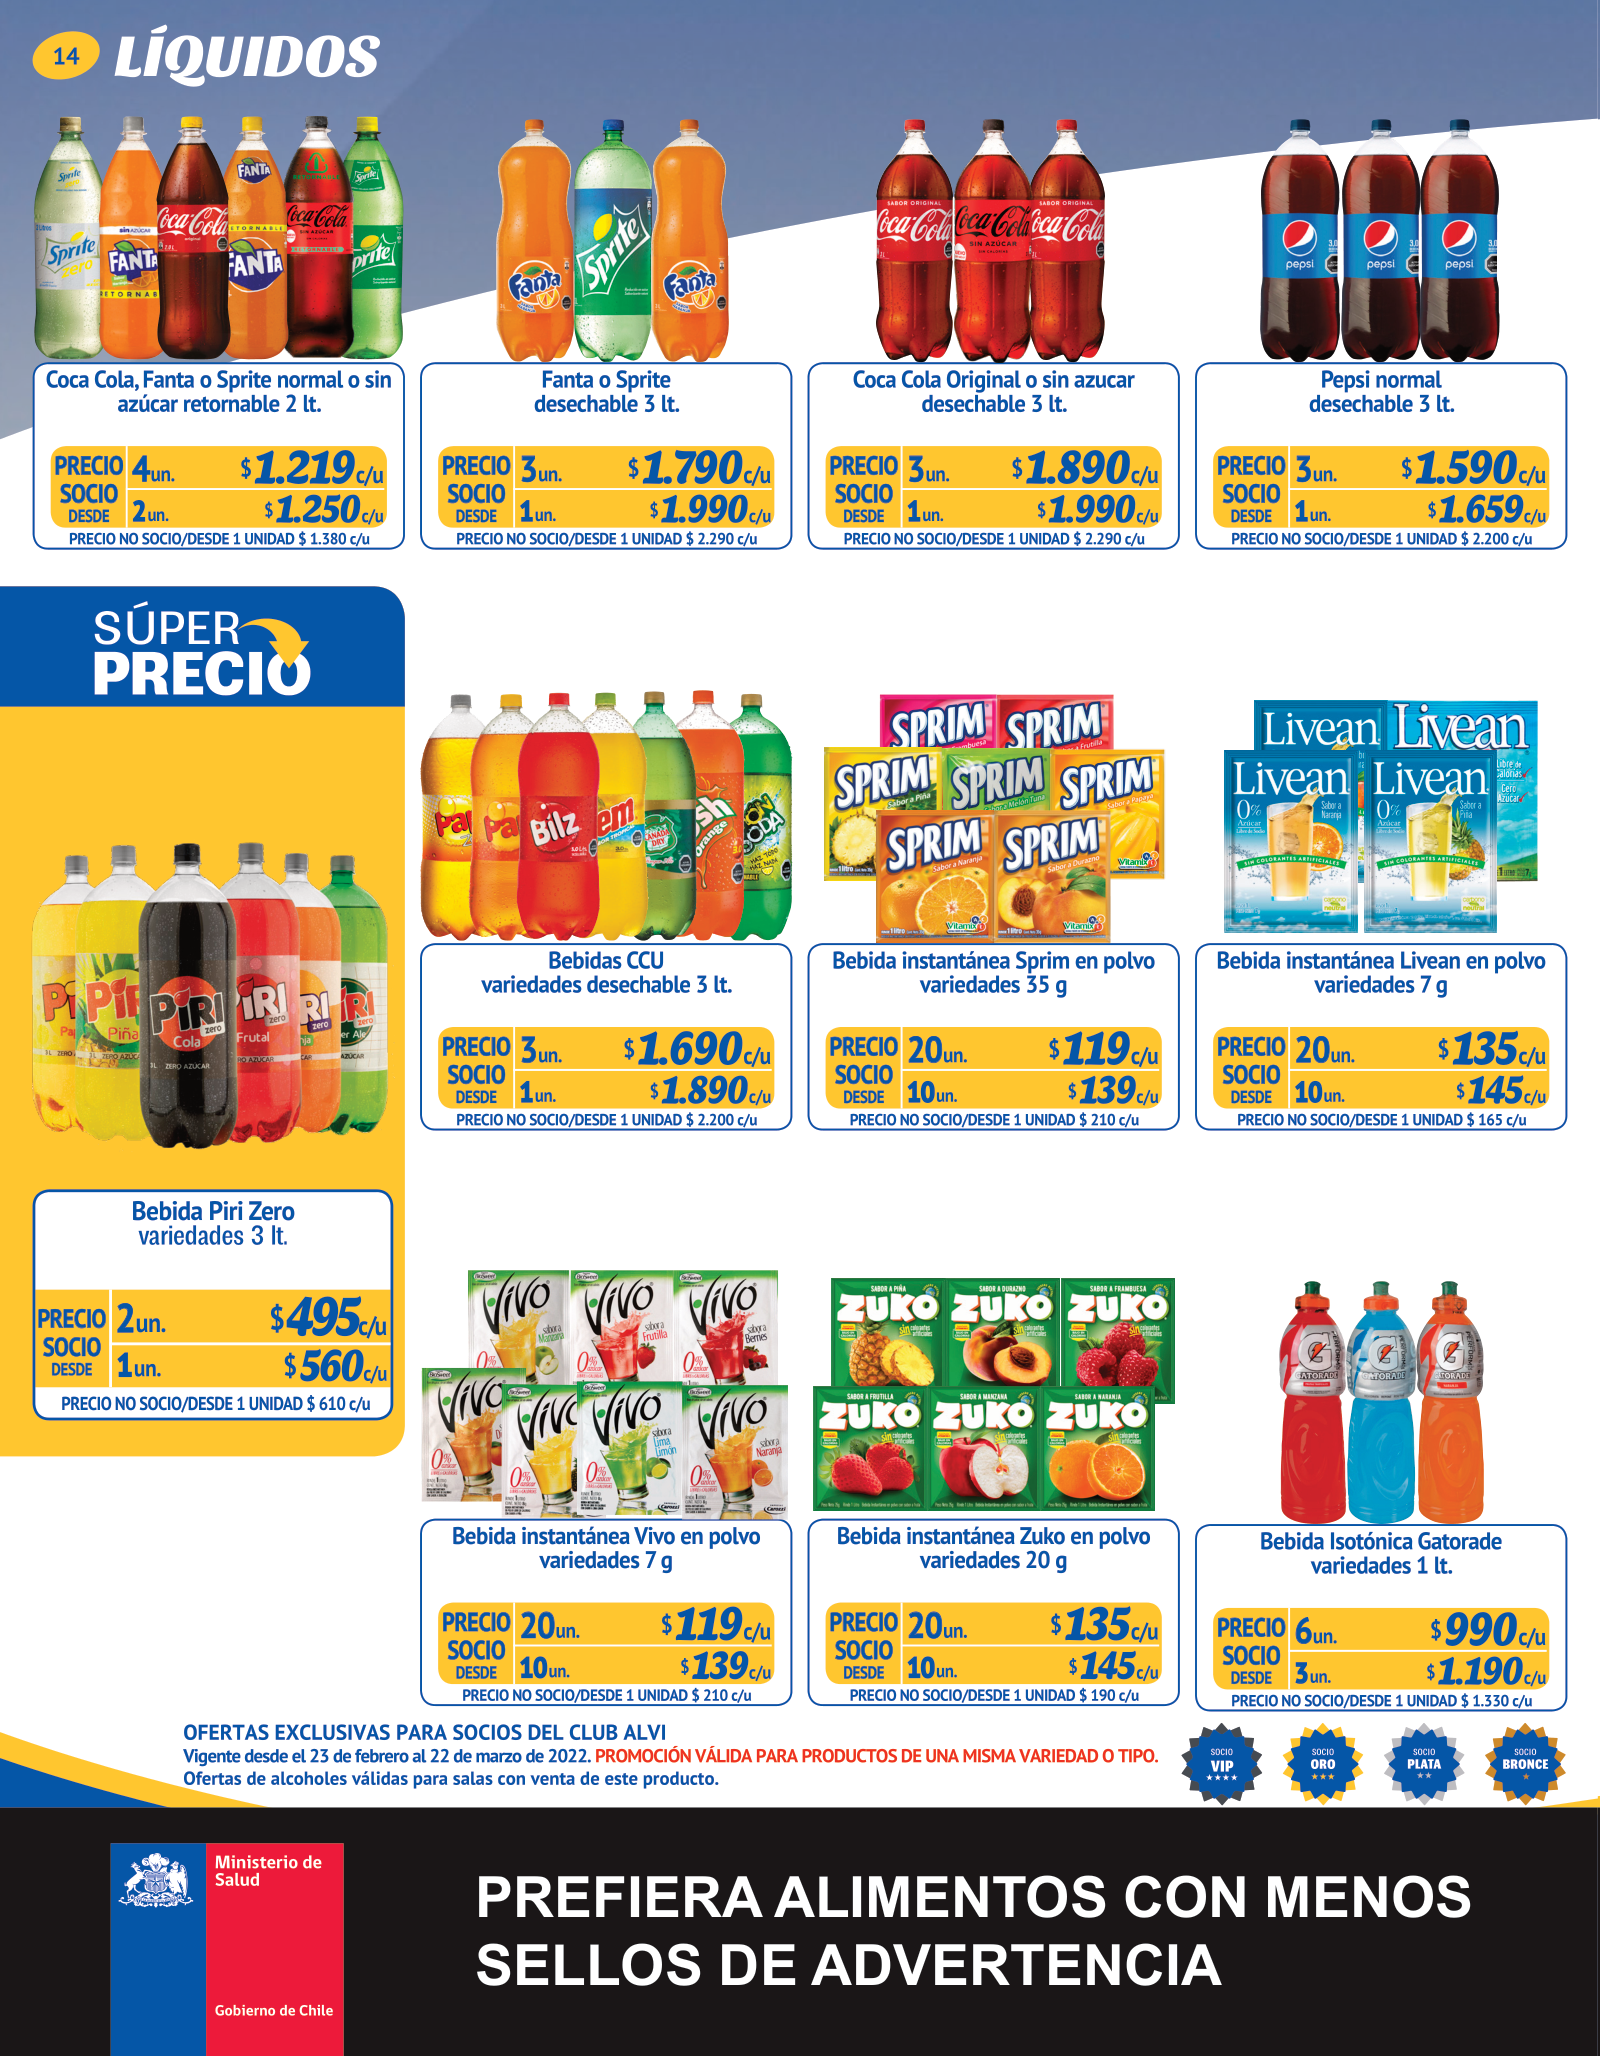 14 LÍQUIDOS
Coca Cola, Fanta o Sprite normal o sin
azúcar retornable 2 lt.
PRECIO SOCIO DESDE
4un. $1.219 c/u
2 un. $1.250 c/u
PRECIO NO SOCIO/DESDE 1 UNIDAD $ 1.380 c/u
Fanta o Sprite
desechable 3 lt.
PRECIO SOCIO DESDE
3un. $1.790 c/u
1un. $1.990 c/u
PRECIO NO SOCIO/DESDE 1 UNIDAD $ 2.290 c/u
Coca Cola Original o sin azucar
desechable 3 lt.
PRECIO SOCIO DESDE
3un. $1.890 c/u
1un. $1.990 c/u
PRECIO NO SOCIO/DESDE 1 UNIDAD $ 2.290 c/u
Pepsi normal
desechable 3 lt.
PRECIO SOCIO DESDE
3un. $1.590 c/u
1un. $1.659 c/u
PRECIO NO SOCIO/DESDE 1 UNIDAD $ 2.200 c/u
SÚPER
PRECIO
Bebida Piri Zero
variedades 3 lt.
PRECIO SOCIO DESDE
2un. $495 c/u
1un. $560 c/u
PRECIO NO SOCIO/DESDE 1 UNIDAD $ 610 c/u
Bebidas CCU
variedades desechable 3 lt.
PRECIO SOCIO DESDE
3un. $1.690 c/u
1un. $1.890 c/u
PRECIO NO SOCIO/DESDE 1 UNIDAD $ 2.200 c/u
Bebida instantánea Sprim en polvo
variedades 35 g
PRECIO SOCIO DESDE
20un. $119 c/u
10un. $139 c/u
PRECIO NO SOCIO/DESDE 1 UNIDAD $ 210 c/u
Bebida instantánea Livean en polvo
variedades 7 g
PRECIO SOCIO DESDE
20un. $135 c/u
10un. $145 c/u
PRECIO NO SOCIO/DESDE 1 UNIDAD $ 165 c/u
Bebida instantánea Vivo en polvo
variedades 7 g
PRECIO SOCIO DESDE
20un. $119 c/u
10un. $139 c/u
PRECIO NO SOCIO/DESDE 1 UNIDAD $ 210 c/u
Bebida instantánea Zuko en polvo
variedades 20 g
PRECIO SOCIO DESDE
20un. $135 c/u
10un. $145 c/u
PRECIO NO SOCIO/DESDE 1 UNIDAD $ 190 c/u
Bebida Isotónica Gatorade
variedades 1 lt.
PRECIO SOCIO DESDE
6un. $990 c/u
3un. $1.190 c/u
PRECIO NO SOCIO/DESDE 1 UNIDAD $ 1.330 c/u
OFERTAS EXCLUSIVAS PARA SOCIOS DEL CLUB ALVI
Vigente desde el 23 de febrero al 22 de marzo de 2022. PROMOCIÓN VÁLIDA PARA PRODUCTOS DE UNA MISMA VARIEDAD O TIPO.
Ofertas de alcoholes válidas para salas con venta de este producto.
SOCIO VIP
SOCIO ORO
SOCIO PLATA
SOCIO BRONCE
Ministerio de
Salud
Gobierno de Chile
PREFIERA ALIMENTOS CON MENOS
SELLOS DE ADVERTENCIA